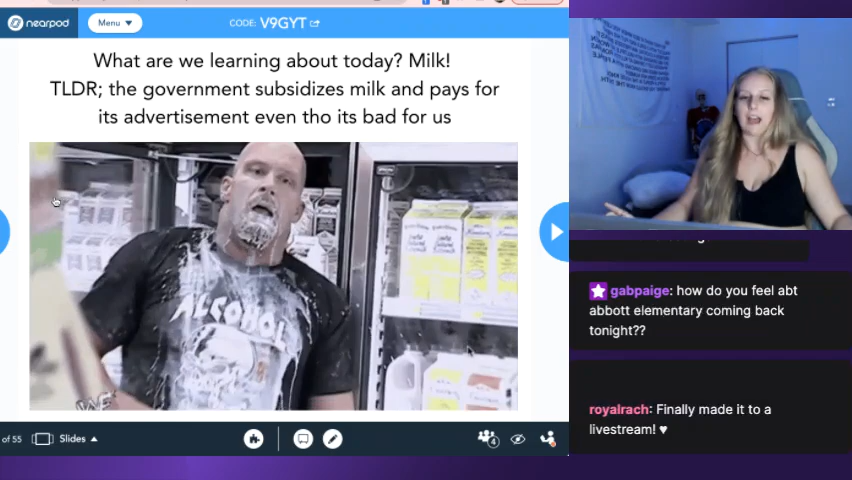 nearpod
Menu
CODE: V9GYT
What are we learning about today? Milk!
TLDR; the government subsidizes milk and pays for
its advertisement even tho its bad for us
ALCOHOL
of 55
Slides
4
gabpaige: how do you feel abt
abbott elementary coming back
tonight??
royalrach: Finally made it to a
livestream! ♥